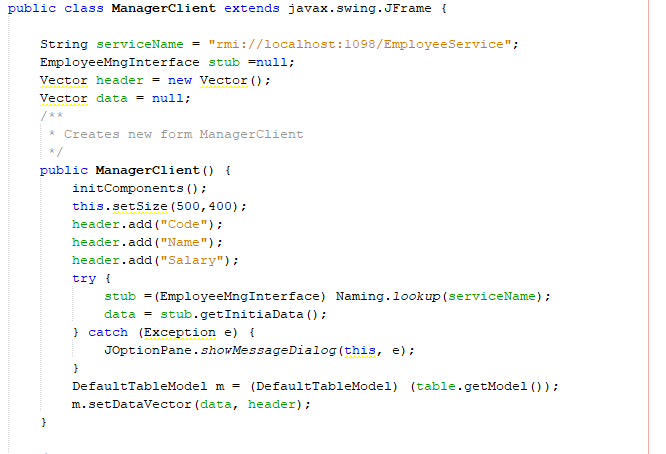 public class ManagerClient extends javax.swing.JFrame {
String serviceName = "rmi://localhost:1098/EmployeeService";
EmployeeMngInterface stub =null;
Vector header = new Vector();
Vector data = null;
/**
* Creates new form ManagerClient
*/
public ManagerClient() {
initComponents();
this.setSize(500,400);
header.add("Code");
header.add("Name");
header.add("Salary");
try {
stub =(EmployeeMngInterface) Naming.lookup(serviceName);
data = stub.getInitiaData();
} catch (Exception e) {
JOptionPane.showMessageDialog(this, e);
}
DefaultTableModel m = (DefaultTableModel) (table.getModel());
m.setDataVector(data, header);
}